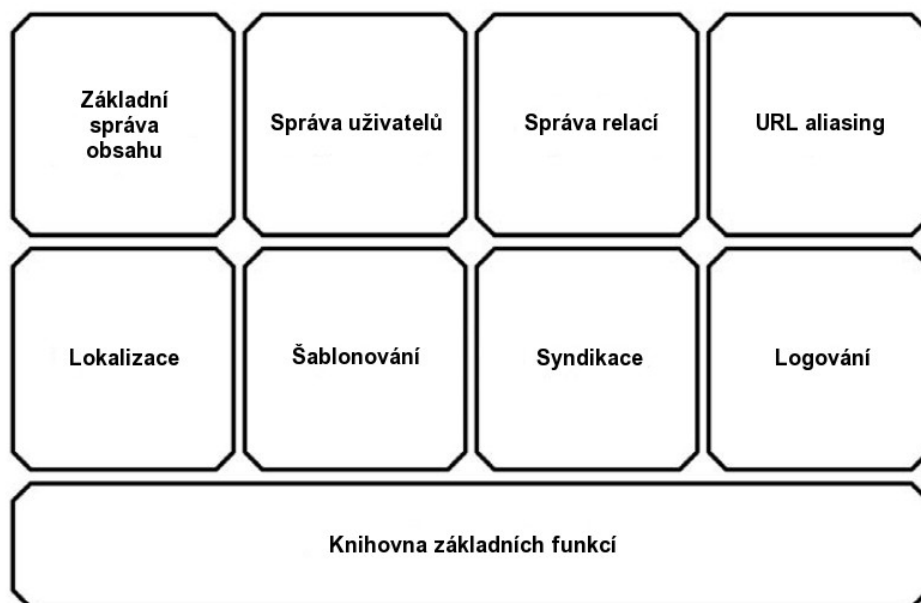 Základní
správa
obsahu
Správa uživatelů
Správa relací
URL aliasing
Lokalizace
Šablonování
Syndikace
Logování
Knihovna základních funkcí